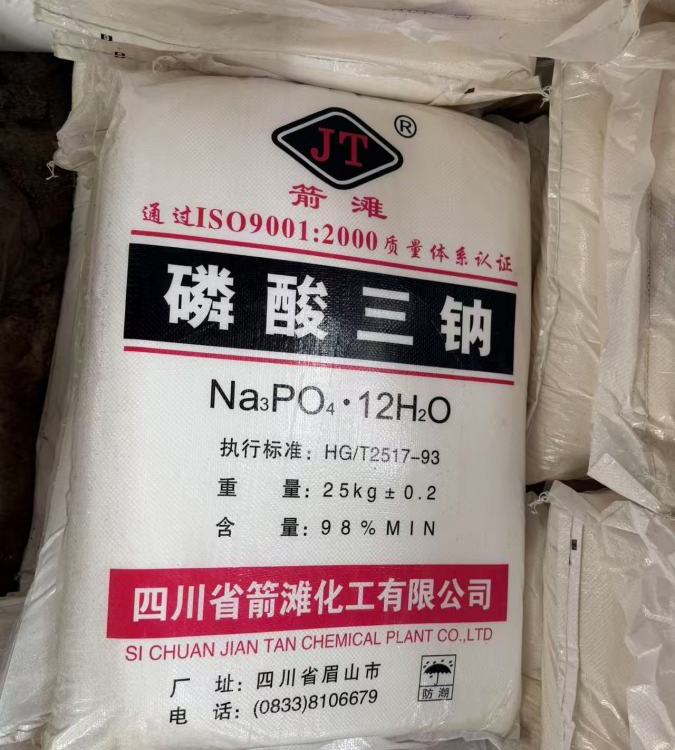 JT®
箭滩
通过ISO9001:2000质量体系认证
磷酸三钠
Na₃PO₄·12H₂O
执行标准: HG/T2517-93
重 量: 25kg±0.2
含 量: 98%MIN
四川省箭滩化工有限公司
SI CHUAN JIAN TAN CHEMICAL PLANT CO.,LTD
厂 址: 四川省眉山市
电 话: (0833)8106679
防潮